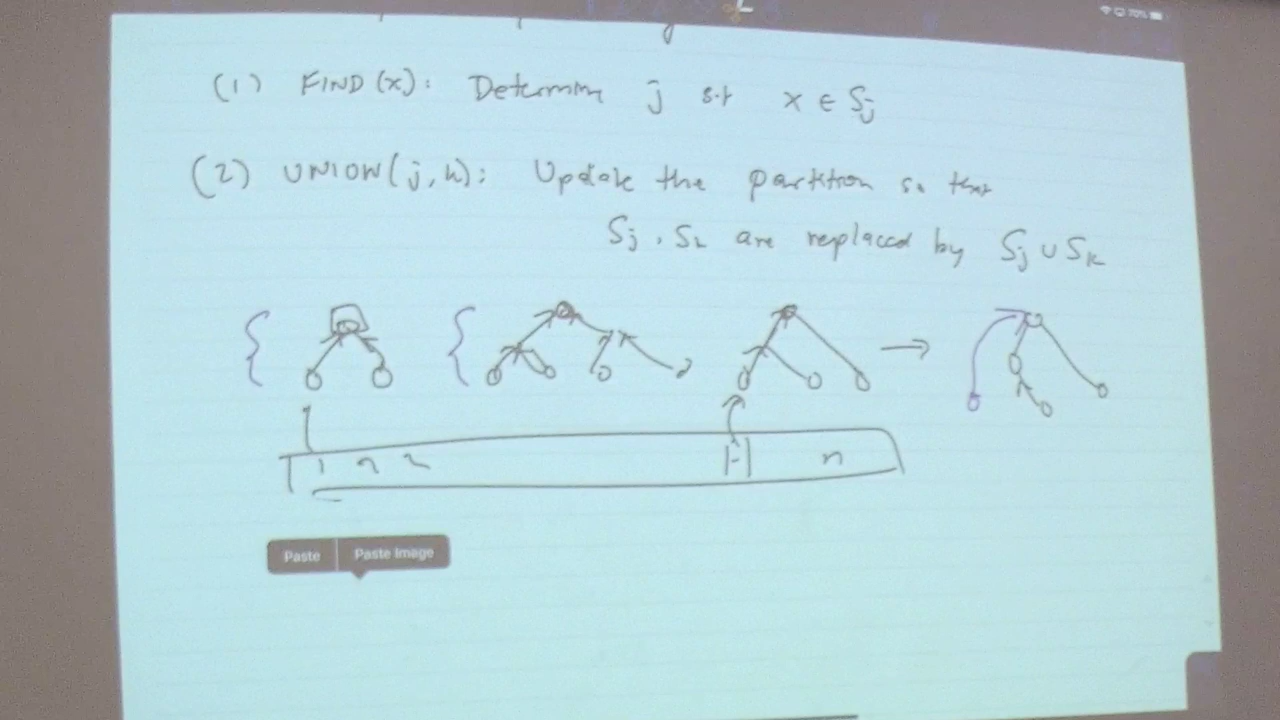 70%
(1) FIND(x): Determine j s.t x ∈ Sj
(2) UNION(j,k): Update the partition so that
Sj, Sk are replaced by Sj ∪ Sk
1 2 n
Paste Paste Image